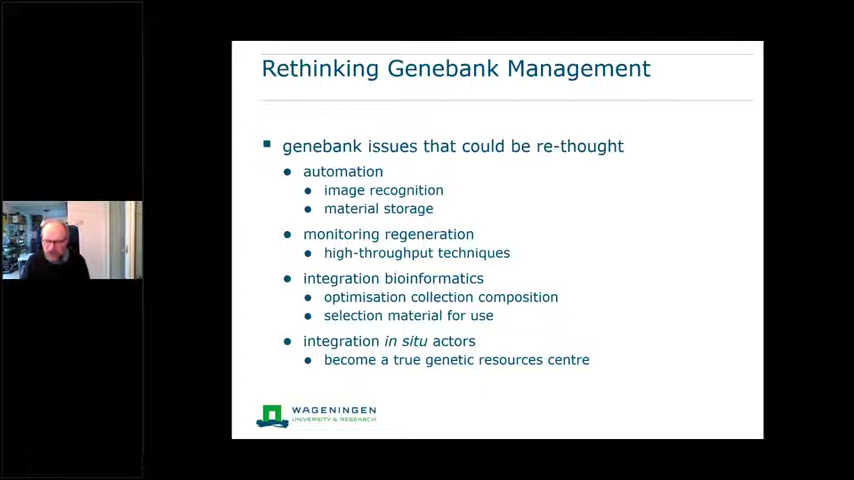 Rethinking Genebank Management
genebank issues that could be re-thought
automation
image recognition
material storage
monitoring regeneration
high-throughput techniques
integration bioinformatics
optimisation collection composition
selection material for use
integration in situ actors
become a true genetic resources centre
WAGENINGEN
UNIVERSITY & RESEARCH